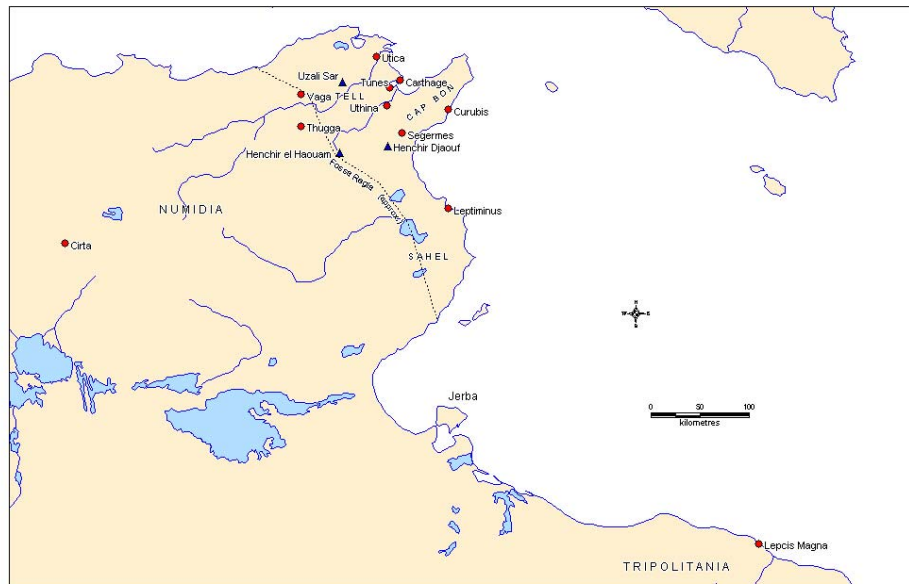 Utica
Uzali Sar
Tunes
Carthage
Vaga
TELL
CAP BON
Uthina
Curubis
Thugga
Segermes
Henchir el Haouam
Henchir Djaouf
Fossa Regia (approx)
NUMIDIA
Leptiminus
Cirta
SAHEL
N
W E
S
Jerba
0 50 100
kilometres
Lepcis Magna
TRIPOLITANIA